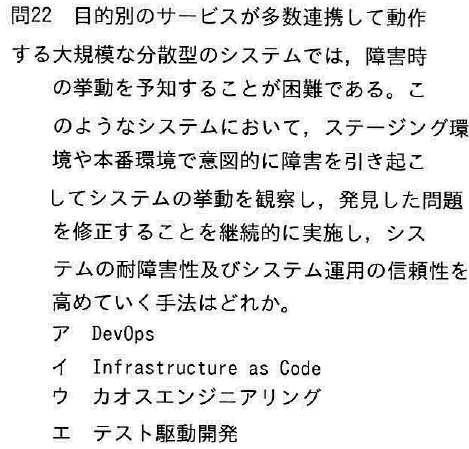 問22 目的別のサービスが多数連携して動作
する大規模な分散型のシステムでは，障害時
の挙動を予知することが困難である。こ
のようなシステムにおいて，ステージング環
境や本番環境で意図的に障害を引き起こ
してシステムの挙動を観察し，発見した問題
を修正することを継続的に実施し，シス
テムの耐障害性及びシステム運用の信頼性を
高めていく手法はどれか。
ア DevOps
イ Infrastructure as Code
ウ カオスエンジニアリング
エ テスト駆動開発